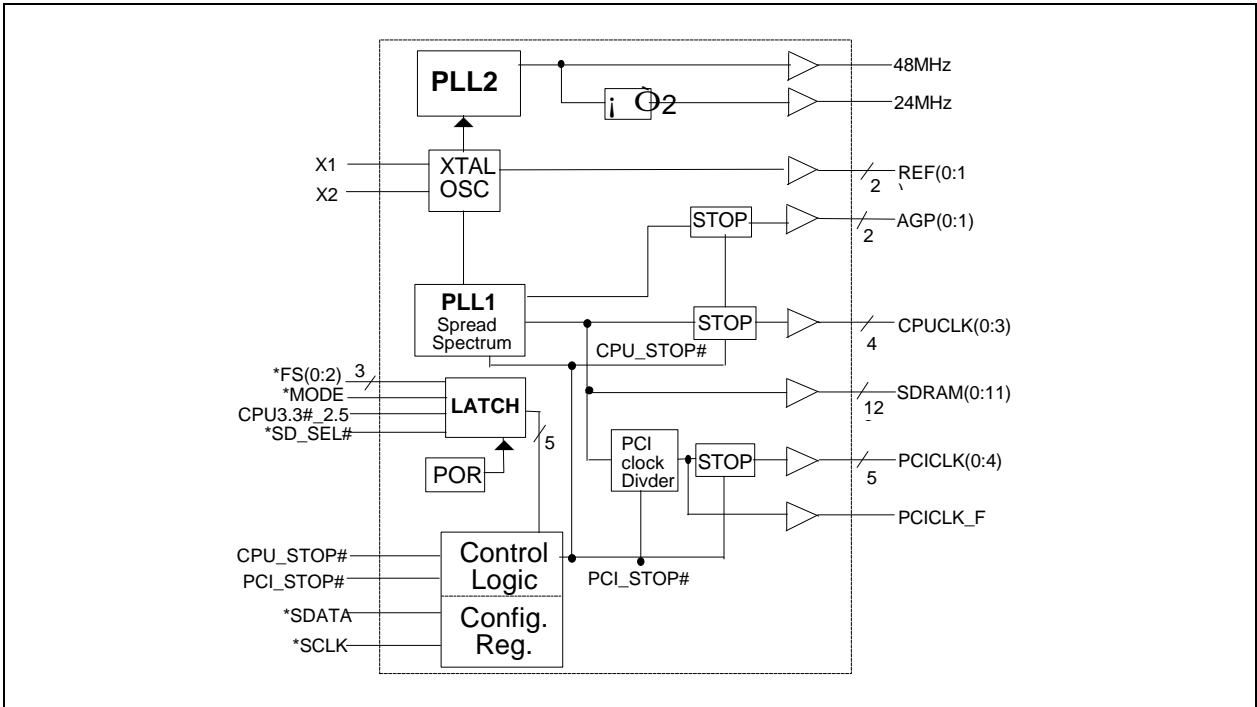 PLL2
48MHz
¡ Ò2
24MHz
X1
X2
XTAL
OSC
2
REF(0:1
STOP
2
AGP(0:1)
PLL1
Spread
Spectrum
STOP
4
CPUCLK(0:3)
CPU_STOP#
*FS(0:2)
3
*MODE
CPU3.3#_2.5
*SD_SEL#
LATCH
5
12
SDRAM(0:11)
POR
PCI
clock
Divder
STOP
5
PCICLK(0:4)
PCICLK_F
CPU_STOP#
PCI_STOP#
Control
Logic
PCI_STOP#
*SDATA
*SCLK
Config.
Reg.